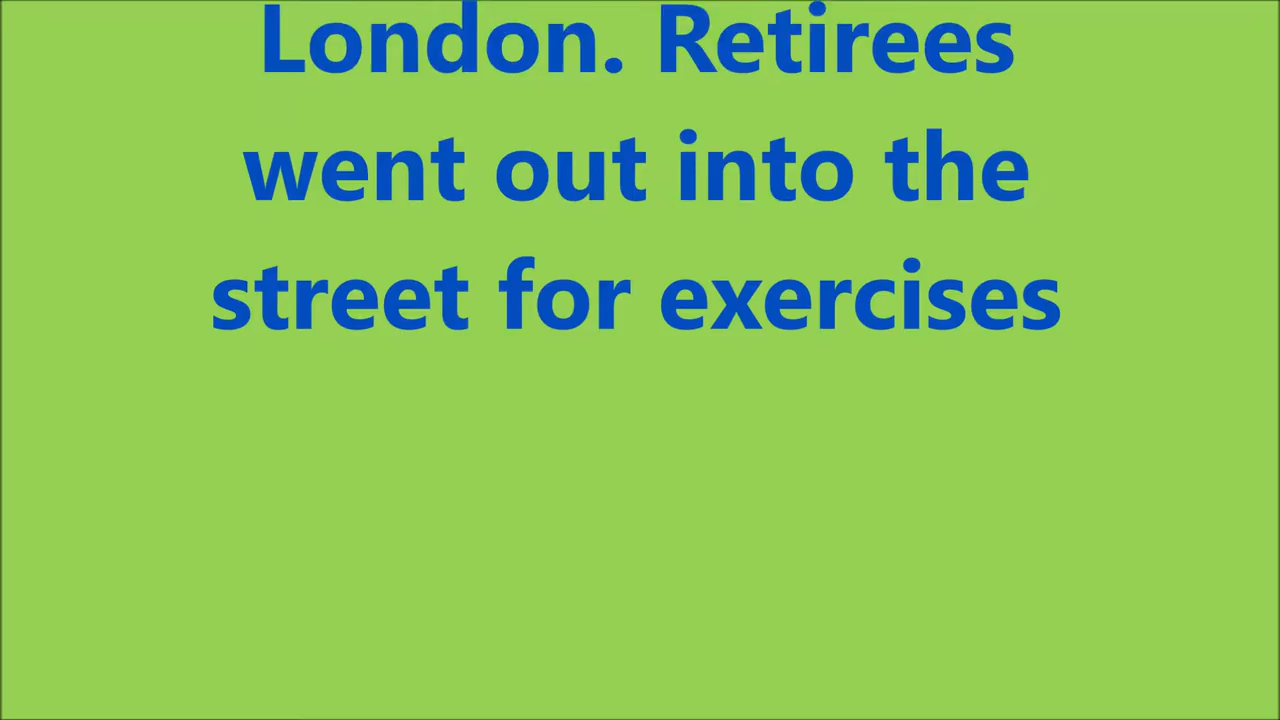 London. Retirees
went out into the
street for exercises